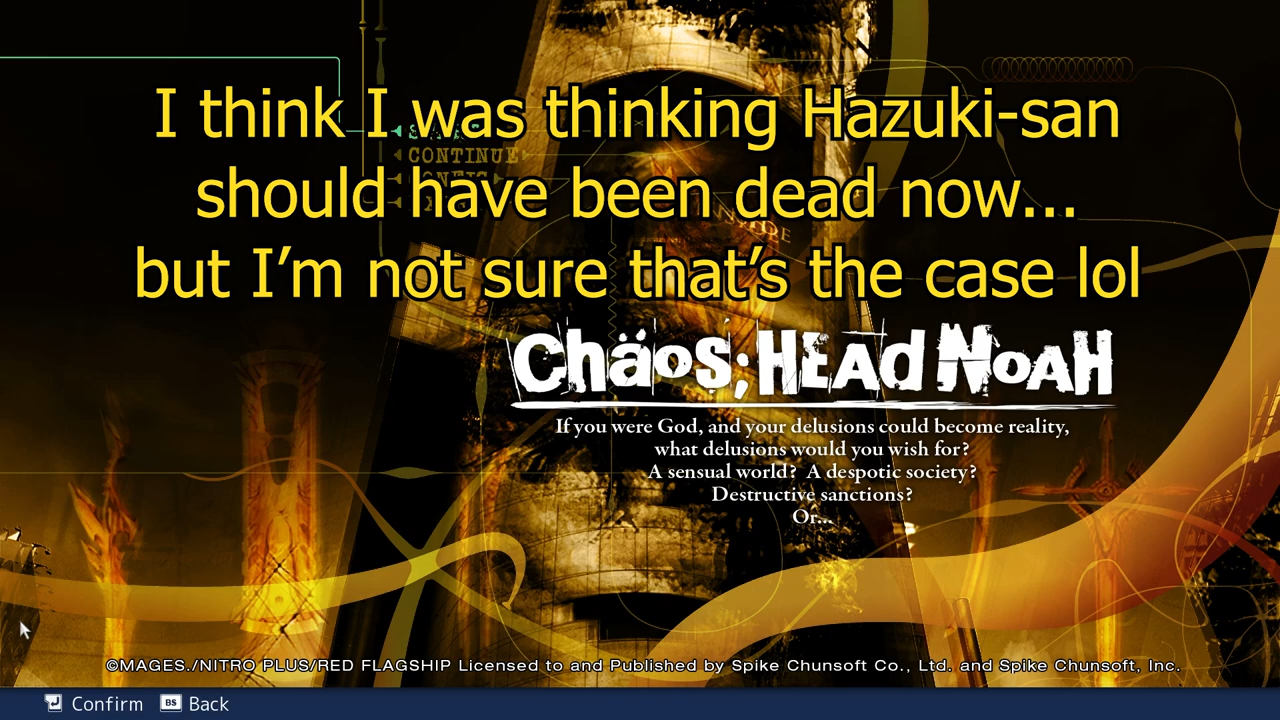 I think I was thinking Hazuki-san
should have been dead now...
but I’m not sure that’s the case lol
CONTINUE
Chäos;HEAd NoAH
If you were God, and your delusions could become reality,
what delusions would you wish for?
A sensual world? A despotic society?
Destructive sanctions?
Or...
©MAGES./NITRO PLUS/RED FLAGSHIP Licensed to and Published by Spike Chunsoft Co., Ltd. and Spike Chunsoft, Inc.
Confirm BS Back